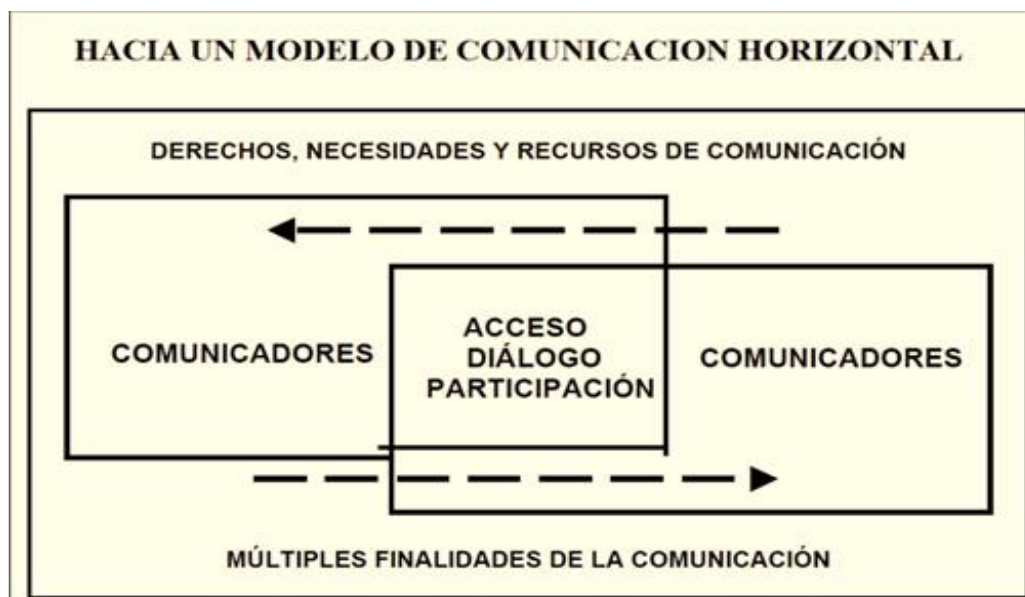 HACIA UN MODELO DE COMUNICACION HORIZONTAL
DERECHOS, NECESIDADES Y RECURSOS DE COMUNICACIÓN
COMUNICADORES
ACCESO
DIÁLOGO
PARTICIPACIÓN
COMUNICADORES
MÚLTIPLES FINALIDADES DE LA COMUNICACIÓN